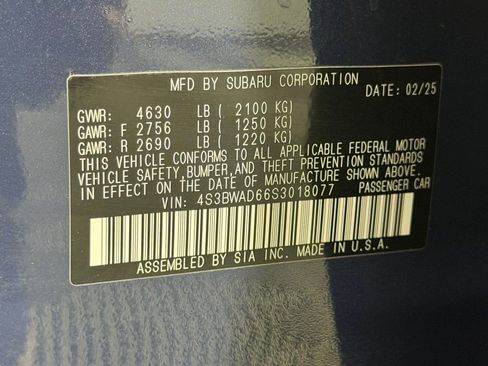 MFD BY SUBARU CORPORATION
DATE: 02/25
GVWR: 4630 LB ( 2100 KG)
GAWR: F 2756 LB ( 1250 KG)
GAWR: R 2690 LB ( 1220 KG)
THIS VEHICLE CONFORMS TO ALL APPLICABLE FEDERAL MOTOR
VEHICLE SAFETY, BUMPER, AND THEFT PREVENTION STANDARDS
IN EFFECT ON THE DATE OF MANUFACTURE SHOWN ABOVE.
VIN: 4S3BWAD66S3018077 PASSENGER CAR
ASSEMBLED BY SIA INC. MADE IN U.S.A.